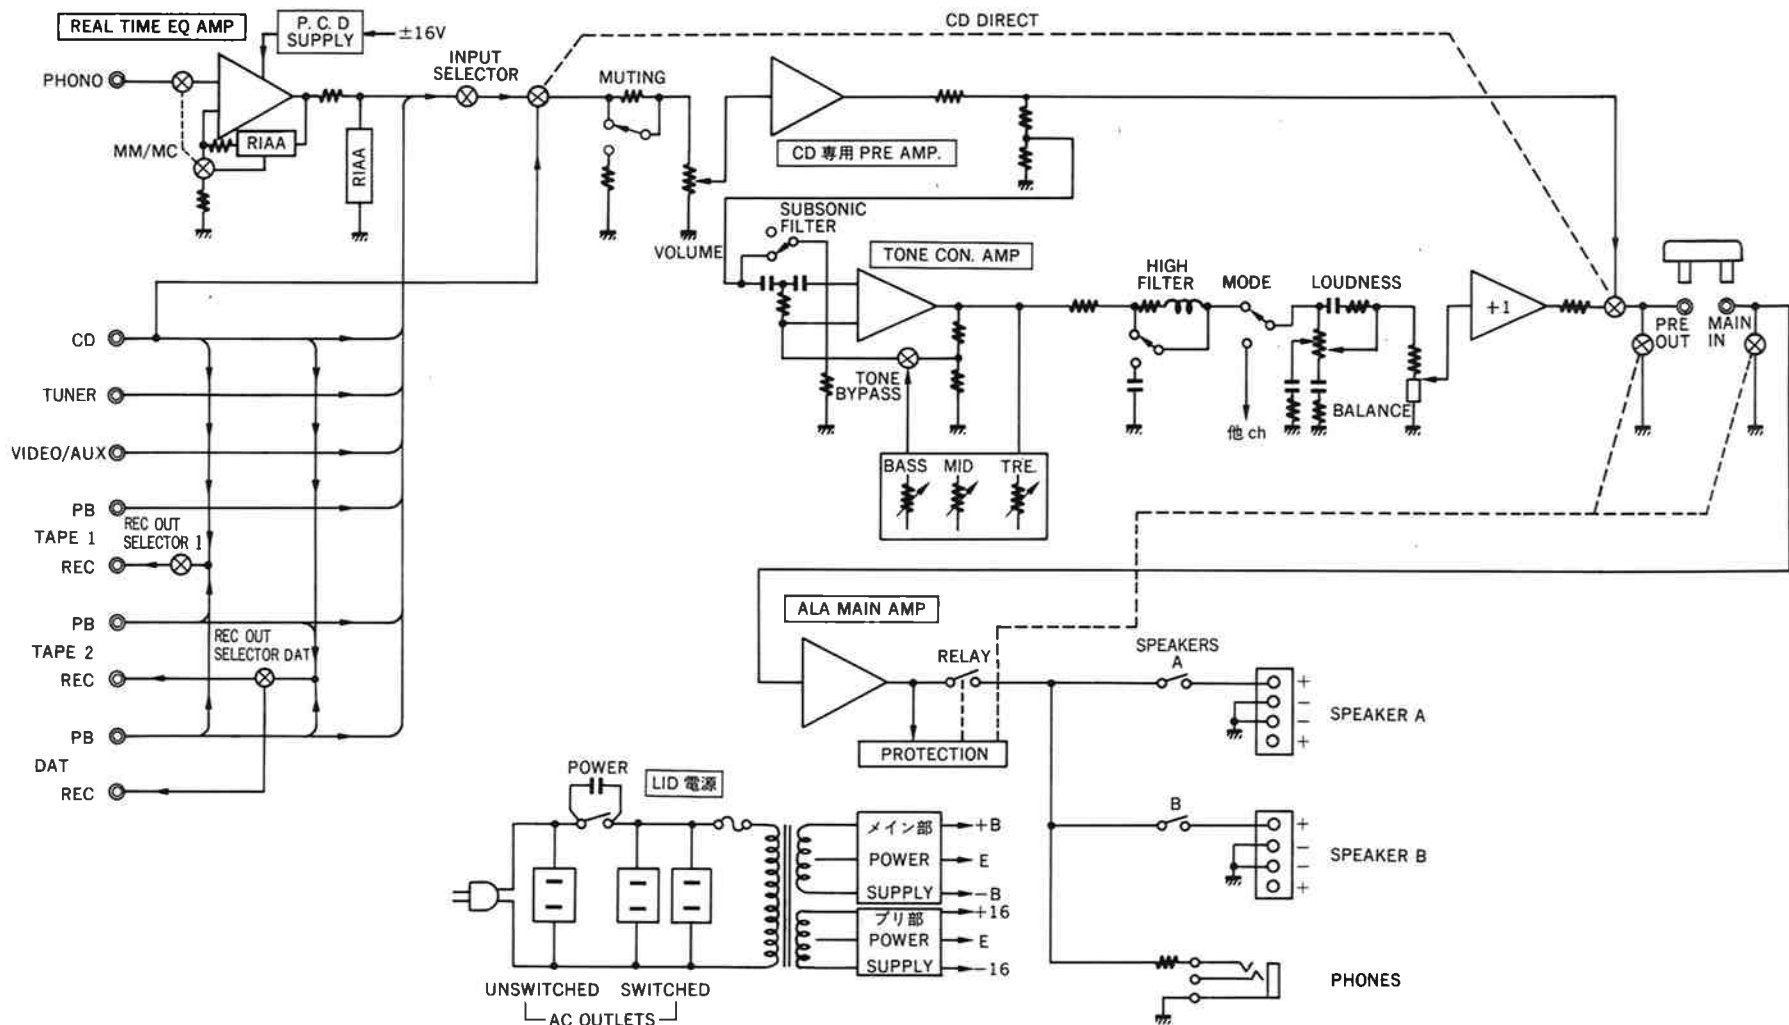 REAL TIME EQ AMP
P. C. D
SUPPLY
±16V
CD DIRECT
PHONO
INPUT
SELECTOR
MUTING
MM/MC
RIAA
RIAA
CD 専用 PRE AMP.
VOLUME
SUBSONIC
FILTER
TONE CON. AMP
HIGH
FILTER
MODE
LOUDNESS
+1
PRE
OUT
MAIN
IN
TONE
BYPASS
他 ch
BALANCE
BASS
MID
TRE.
CD
TUNER
VIDEO/AUX
PB
TAPE 1
REC OUT
SELECTOR 1
REC
PB
TAPE 2
REC OUT
SELECTOR DAT
REC
PB
DAT
REC
ALA MAIN AMP
RELAY
PROTECTION
SPEAKERS
A
+
−
−
+
SPEAKER A
B
+
−
−
+
SPEAKER B
PHONES
POWER
LID 電源
メイン部
POWER
SUPPLY
+B
E
−B
プリ部
POWER
SUPPLY
+16
E
−16
UNSWITCHED
SWITCHED
AC OUTLETS